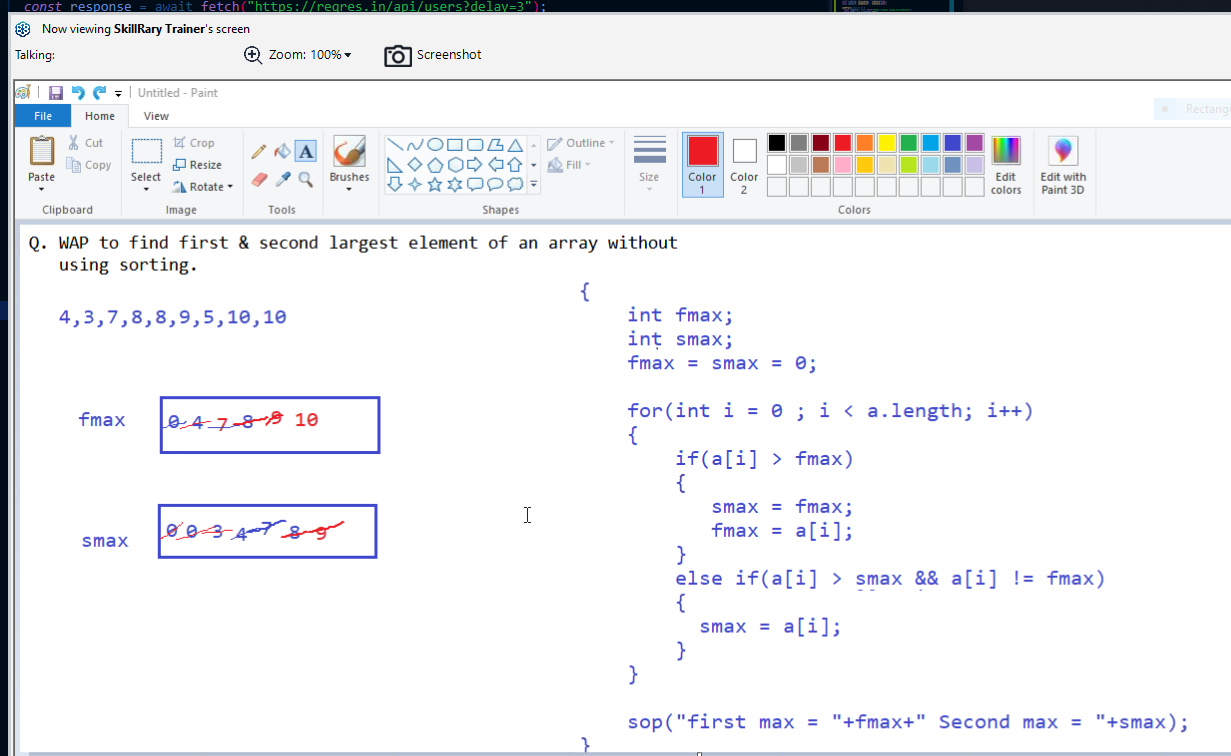 const response = await fetch("https://reqres.in/api/users?delay=3");
Now viewing SkillRary Trainer's screen
Talking:
Zoom: 100%
Screenshot
Untitled - Paint
File
Home
View
Rectang
Paste
Cut
Copy
Clipboard
Select
Crop
Resize
Rotate
Image
A
Tools
Brushes
Outline
Fill
Shapes
Size
Color 1
Color 2
Edit colors
Colors
Edit with Paint 3D
Q. WAP to find first & second largest element of an array without
using sorting.
4,3,7,8,8,9,5,10,10
fmax
0 4 7 8 9 10
smax
0 0 3 4 7 8 9
{
int fmax;
int smax;
fmax = smax = 0;
for(int i = 0 ; i < a.length; i++)
{
if(a[i] > fmax)
{
smax = fmax;
fmax = a[i];
}
else if(a[i] > smax && a[i] != fmax)
{
smax = a[i];
}
}
sop("first max = "+fmax+" Second max = "+smax);
}